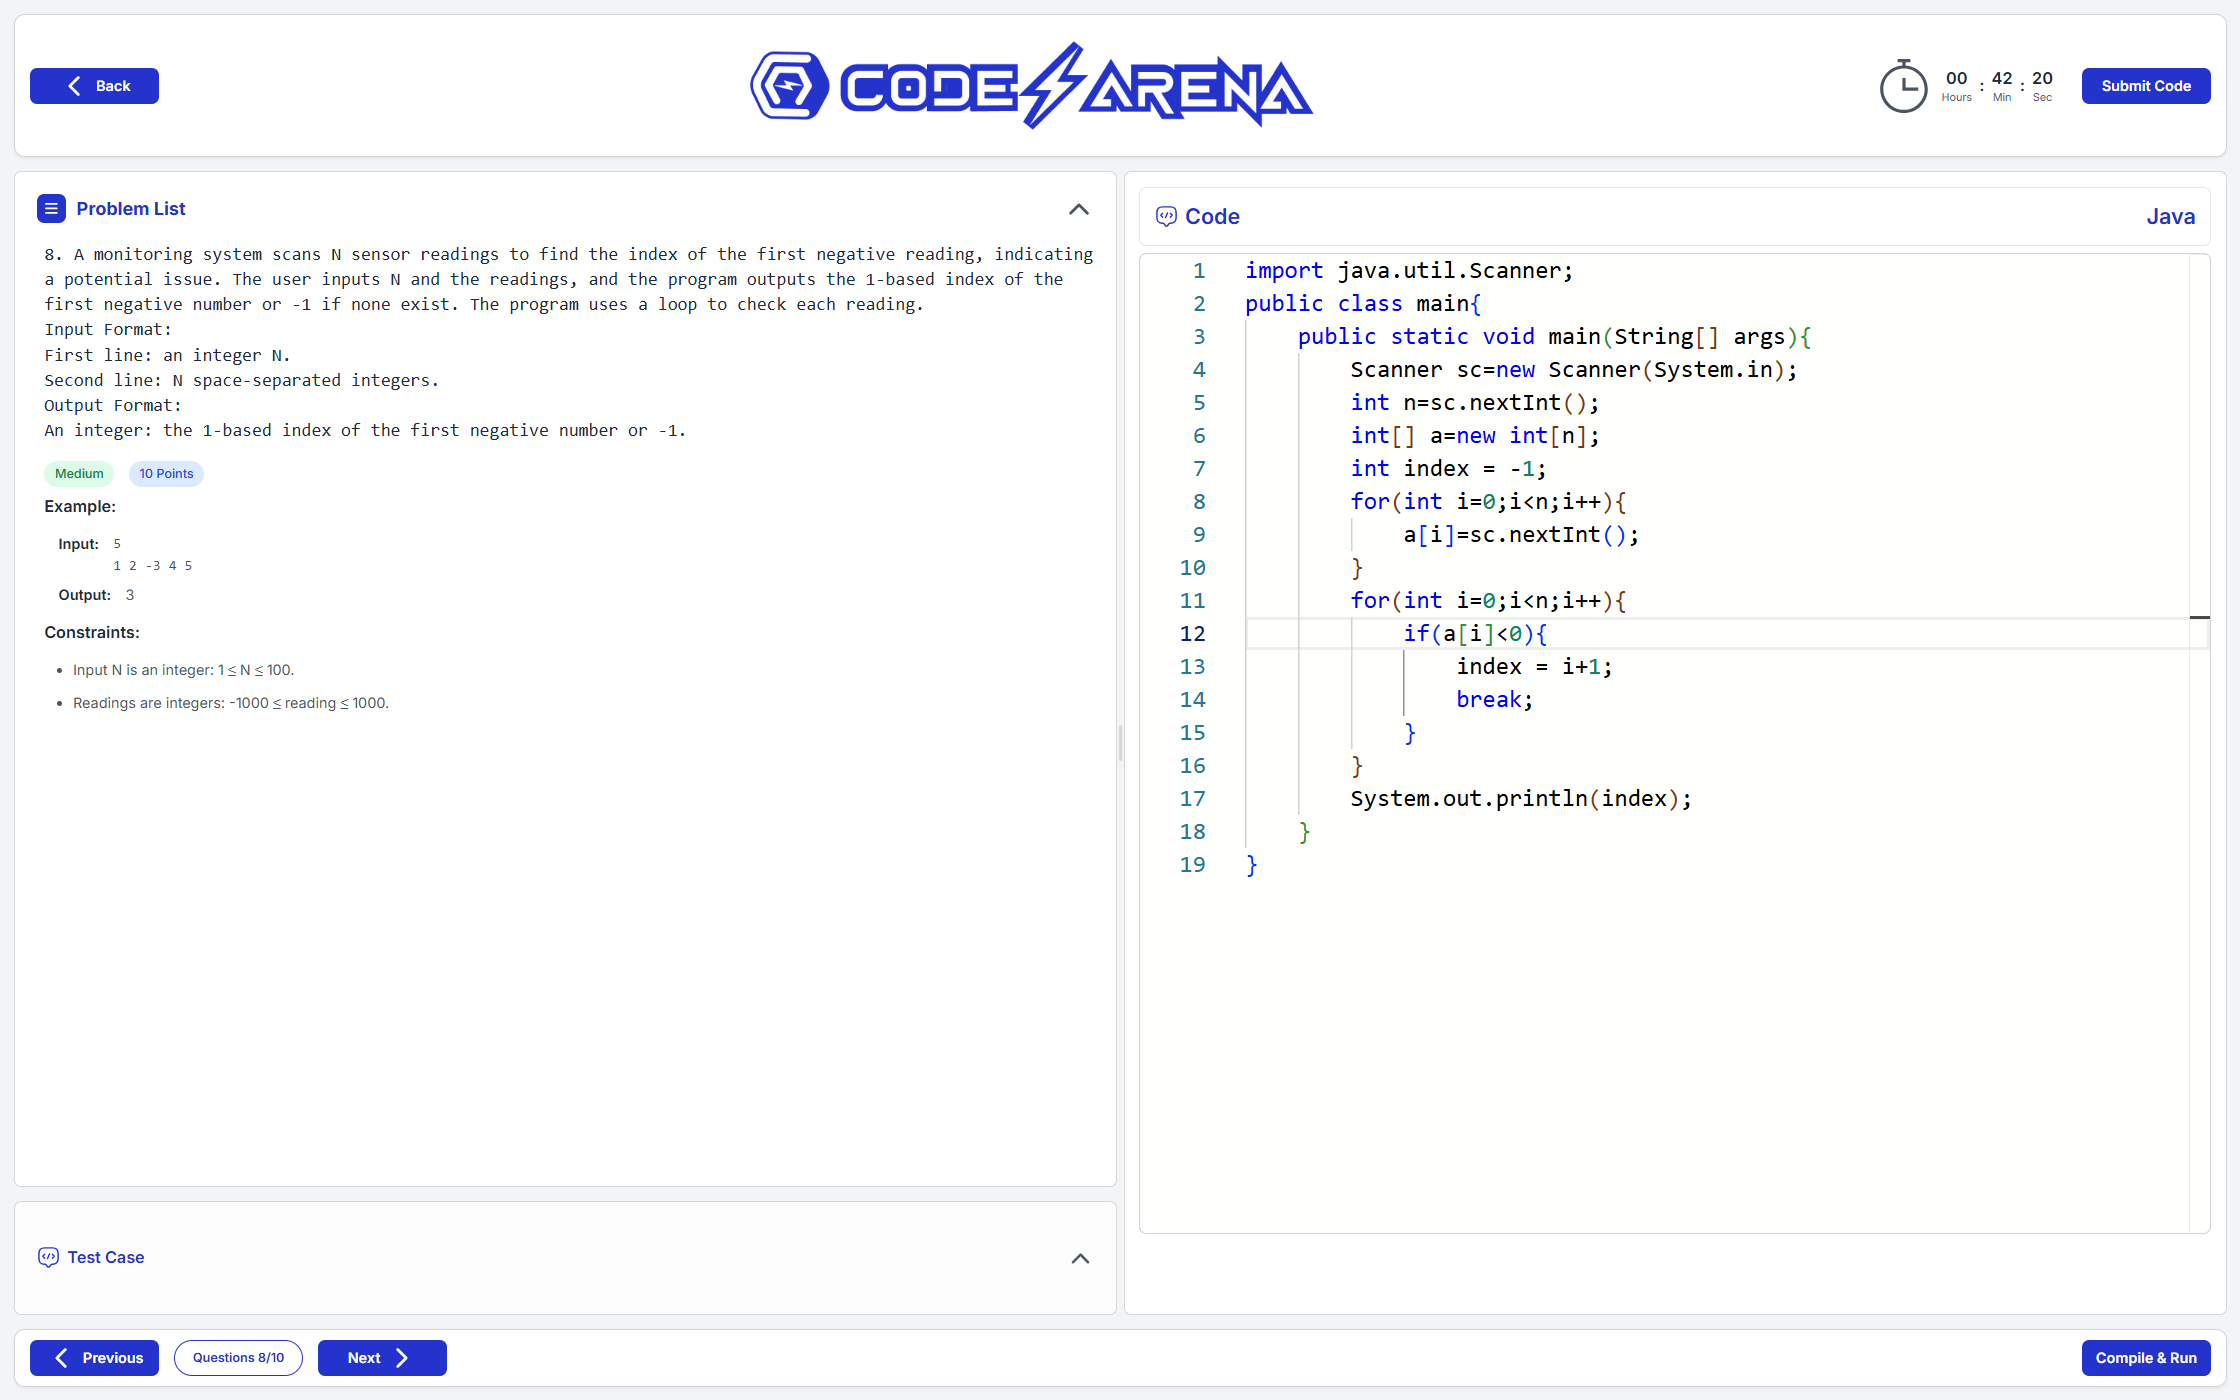 Back
CODE ARENA
00 : 42 : 20
Hours Min Sec
Submit Code
Problem List
8. A monitoring system scans N sensor readings to find the index of the first negative reading, indicating
a potential issue. The user inputs N and the readings, and the program outputs the 1-based index of the
first negative number or -1 if none exist. The program uses a loop to check each reading.
Input Format:
First line: an integer N.
Second line: N space-separated integers.
Output Format:
An integer: the 1-based index of the first negative number or -1.
Medium 10 Points
Example:
Input: 5
1 2 -3 4 5
Output: 3
Constraints:
• Input N is an integer: 1 ≤ N ≤ 100.
• Readings are integers: -1000 ≤ reading ≤ 1000.
Test Case
Code
Java
1 import java.util.Scanner;
2 public class main{
3     public static void main(String[] args){
4         Scanner sc=new Scanner(System.in);
5         int n=sc.nextInt();
6         int[] a=new int[n];
7         int index = -1;
8         for(int i=0;i<n;i++){
9             a[i]=sc.nextInt();
10         }
11         for(int i=0;i<n;i++){
12             if(a[i]<0){
13                 index = i+1;
14                 break;
15             }
16         }
17         System.out.println(index);
18     }
19 }
Previous
Questions 8/10
Next
Compile & Run